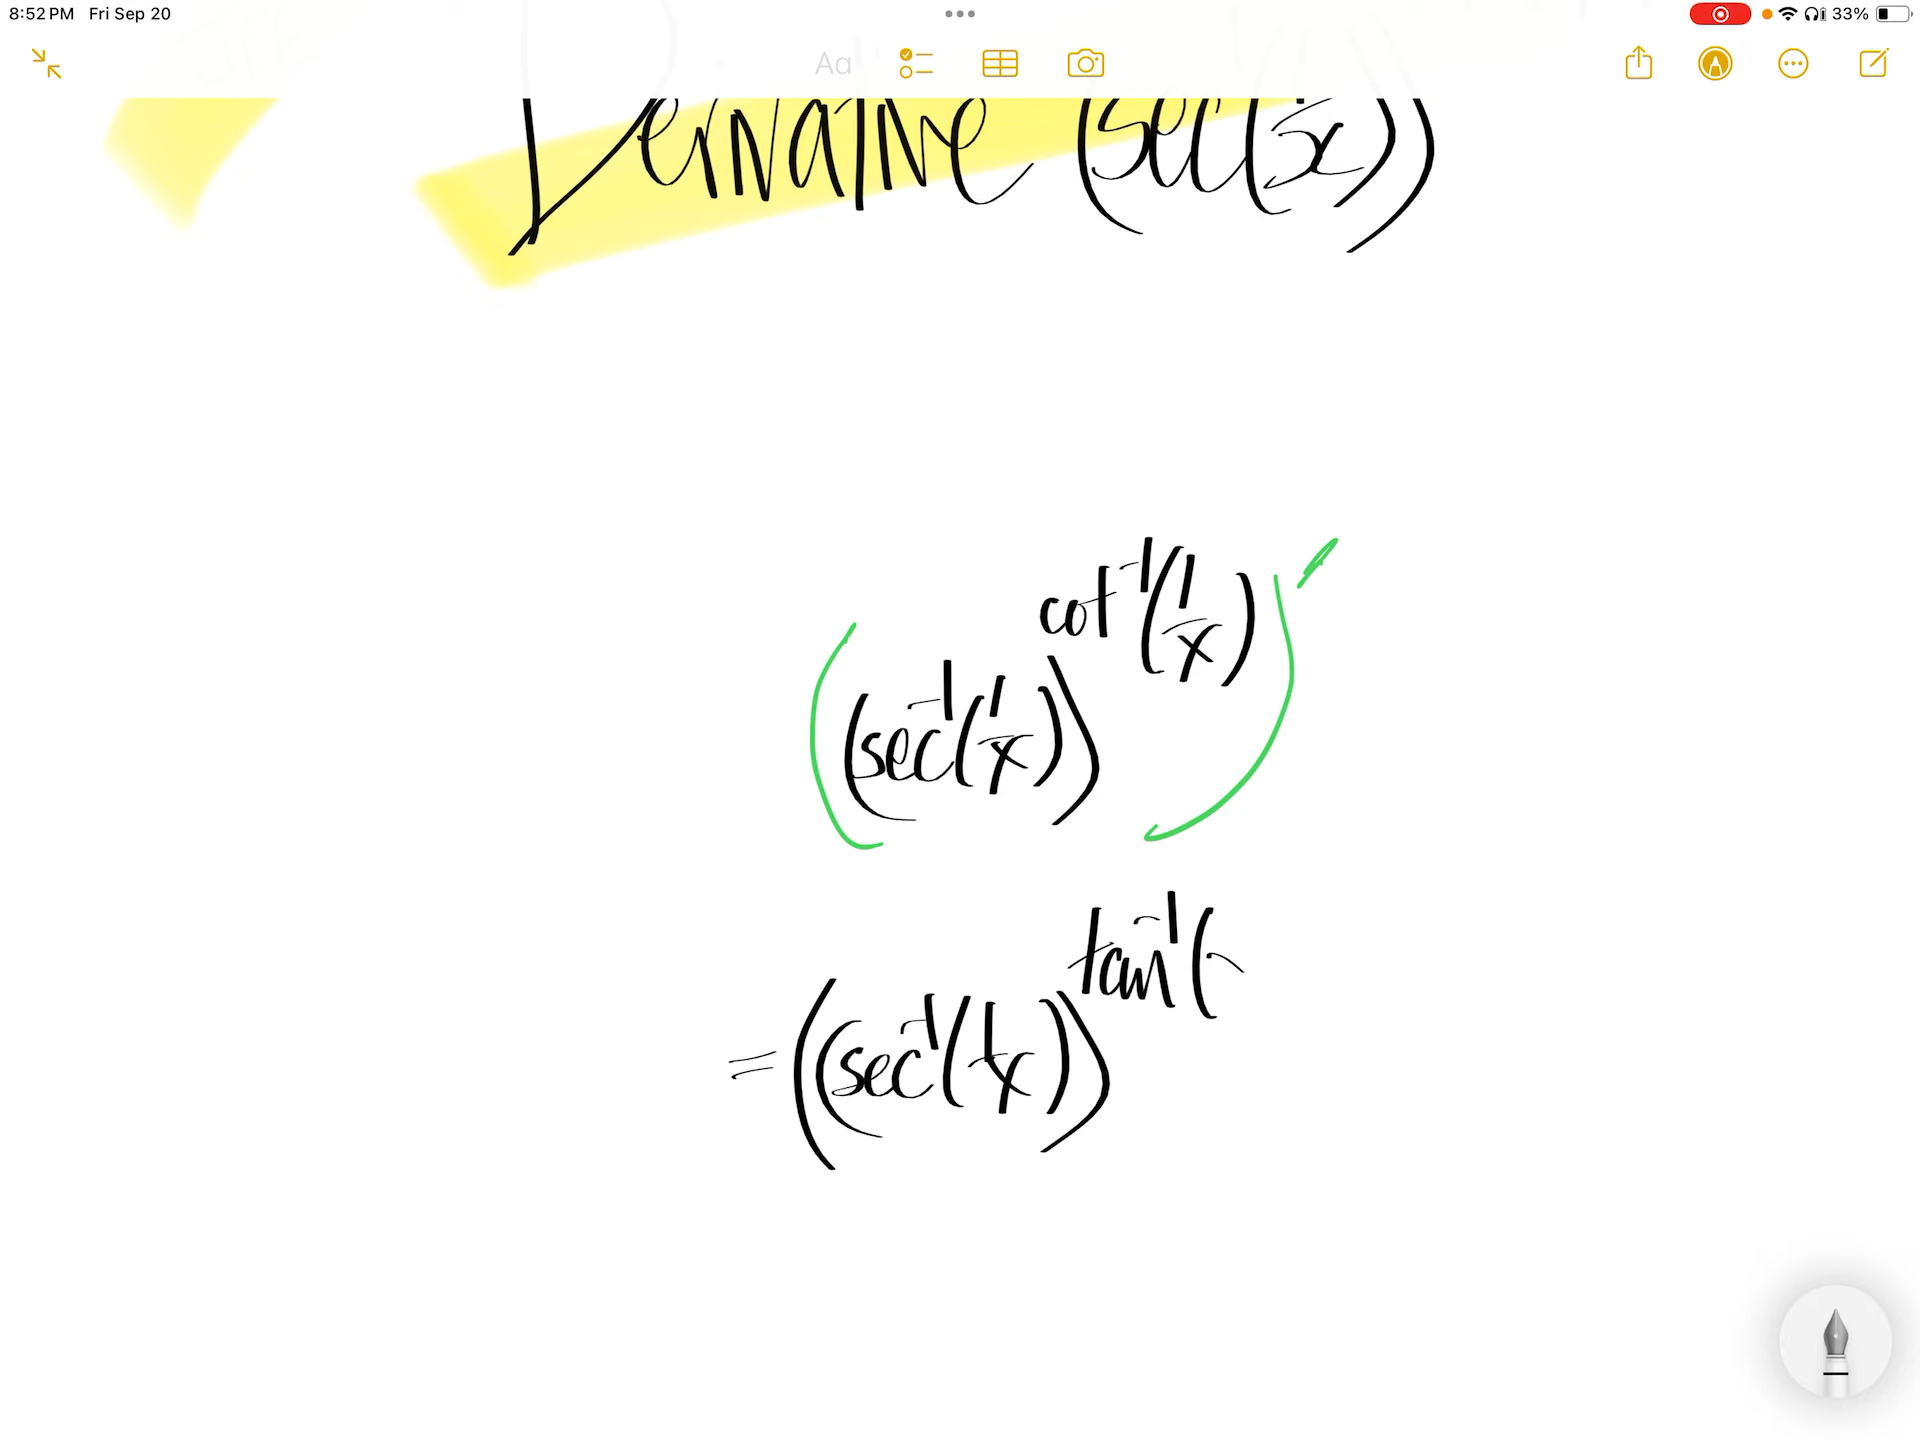 8:52 PM Fri Sep 20
33%
Aa
Derivative (sec(1/x))
(sec⁻¹(1/x))^cot⁻¹(1/x)
= ((sec⁻¹(1/x))^tan⁻¹(